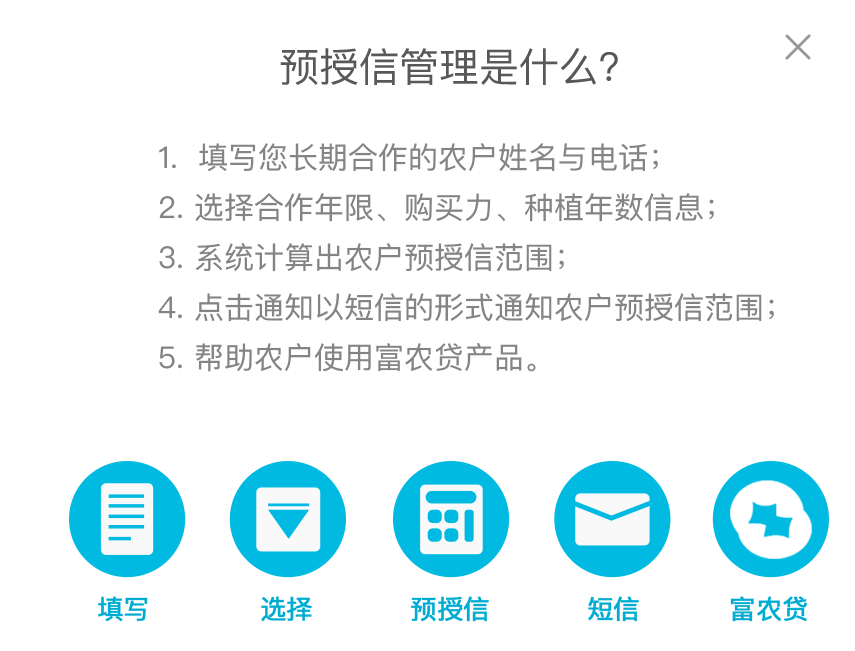 预授信管理是什么?
1. 填写您长期合作的农户姓名与电话；
2. 选择合作年限、购买力、种植年数信息；
3. 系统计算出农户预授信范围；
4. 点击通知以短信的形式通知农户预授信范围；
5. 帮助农户使用富农贷产品。
填写 选择 预授信 短信 富农贷